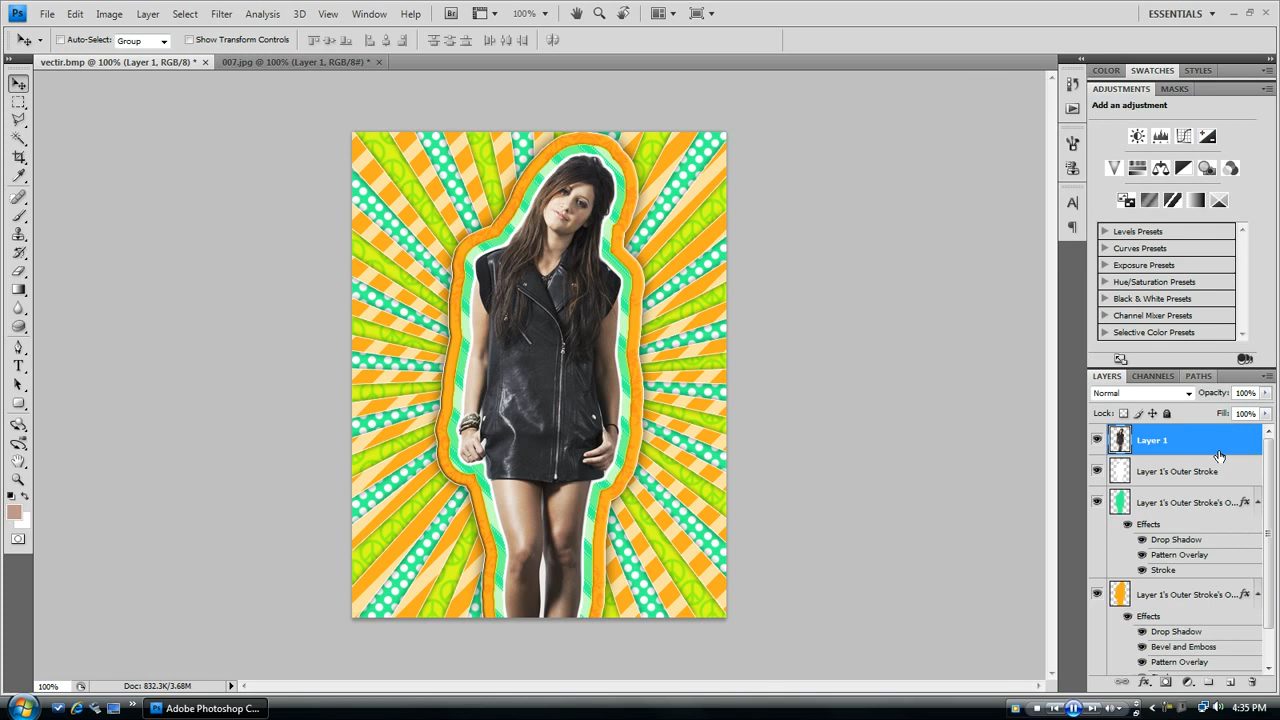 Ps File Edit Image Layer Select Filter Analysis 3D View Window Help Br 100% ESSENTIALS
Auto-Select: Group Show Transform Controls
vectir.bmp @ 100% (Layer 1, RGB/8) * × 007.jpg @ 100% (Layer 1, RGB/8#) * ×
COLOR SWATCHES STYLES
ADJUSTMENTS MASKS
Add an adjustment
Levels Presets
Curves Presets
Exposure Presets
Hue/Saturation Presets
Black & White Presets
Channel Mixer Presets
Selective Color Presets
LAYERS CHANNELS PATHS
Normal Opacity: 100%
Lock: Fill: 100%
Layer 1
Layer 1's Outer Stroke
Layer 1's Outer Stroke's O... fx
Effects
Drop Shadow
Pattern Overlay
Stroke
Layer 1's Outer Stroke's O... fx
Effects
Drop Shadow
Bevel and Emboss
Pattern Overlay
100% Doc: 832.3K/3.68M
Ps Adobe Photoshop C... 4:35 PM